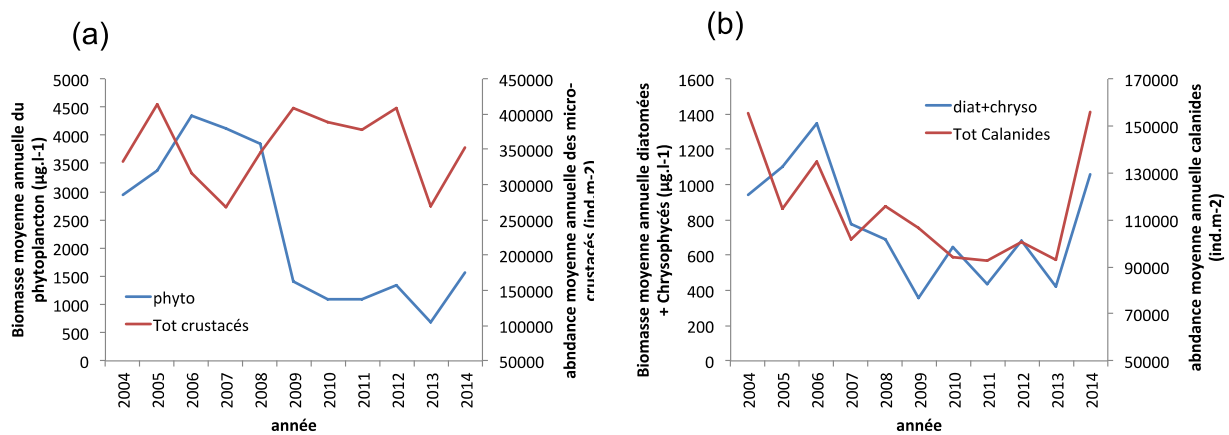 (a)
Biomasse moyenne annuelle du
phytoplancton (µg.l-1)
5000
4500
4000
3500
3000
2500
2000
1500
1000
500
0
phyto
Tot crustacés
450000
400000
350000
300000
250000
200000
150000
100000
50000
abndance moyenne annuelle des micro-
crustacés (ind.m-2)
2004 2005 2006 2007 2008 2009 2010 2011 2012 2013 2014
année
(b)
Biomasse moyenne annuelle diatomées
+ Chrysophycés (µg.l-1)
1600
1400
1200
1000
800
600
400
200
0
diat+chryso
Tot Calanides
170000
150000
130000
110000
90000
70000
50000
abndance moyenne annuelle calanides
(ind.m-2)
2004 2005 2006 2007 2008 2009 2010 2011 2012 2013 2014
année